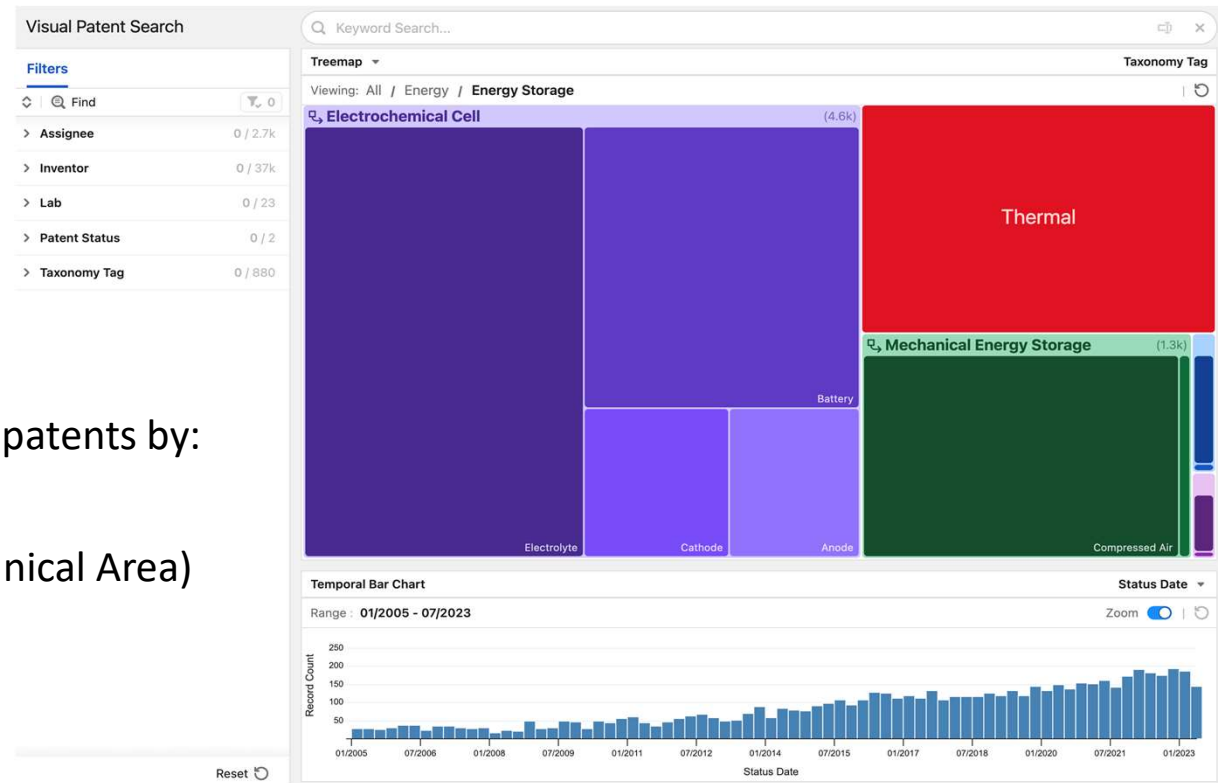 Visual Patent Search
Keyword Search...
Filters
Find
0
Assignee 0 / 2.7k
Inventor 0 / 37k
Lab 0 / 23
Patent Status 0 / 2
Taxonomy Tag 0 / 880
Reset
patents by:
nical Area)
Treemap Taxonomy Tag
Viewing: All / Energy / Energy Storage
Electrochemical Cell (4.6k)
Thermal
Mechanical Energy Storage (1.3k)
Battery
Electrolyte
Cathode
Anode
Compressed Air
Temporal Bar Chart Status Date
Range : 01/2005 - 07/2023 Zoom
Record Count
250
200
150
100
50
01/2005 07/2006 01/2008 07/2009 01/2011 07/2012 01/2014 07/2015 01/2017 07/2018 01/2020 07/2021 01/2023
Status Date